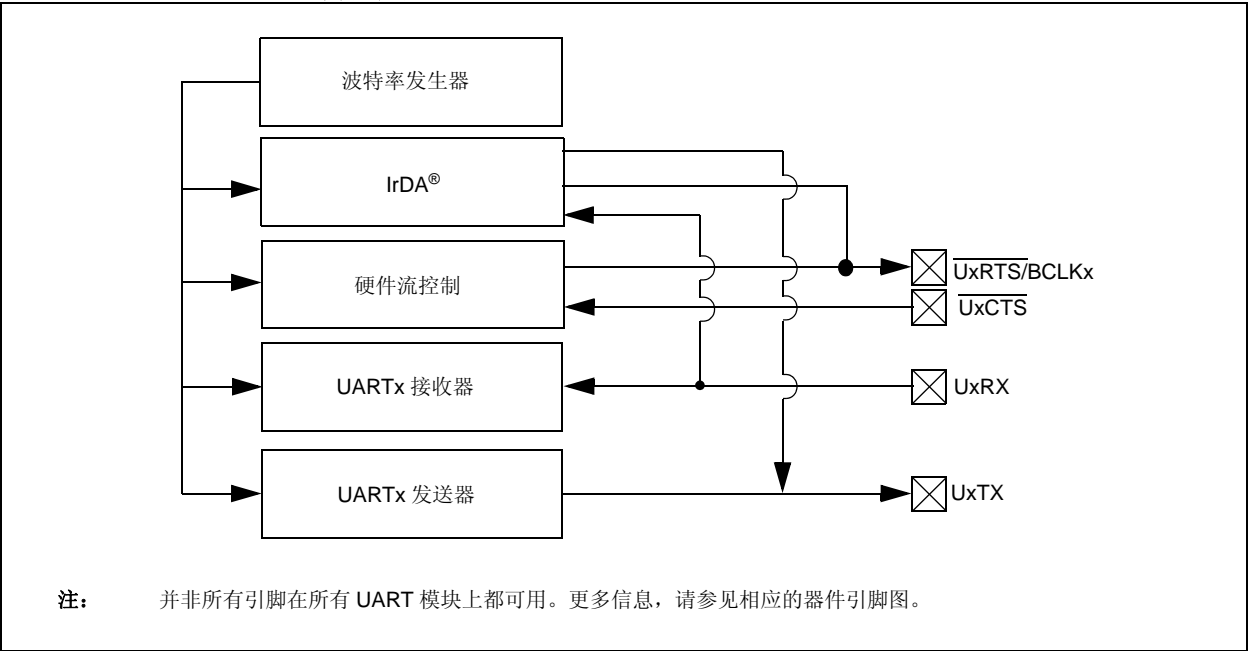 波特率发生器
IrDA®
硬件流控制
UxRTS/BCLKx
UxCTS
UARTx 接收器
UxRX
UARTx 发送器
UxTX
注： 并非所有引脚在所有 UART 模块上都可用。更多信息，请参见相应的器件引脚图。